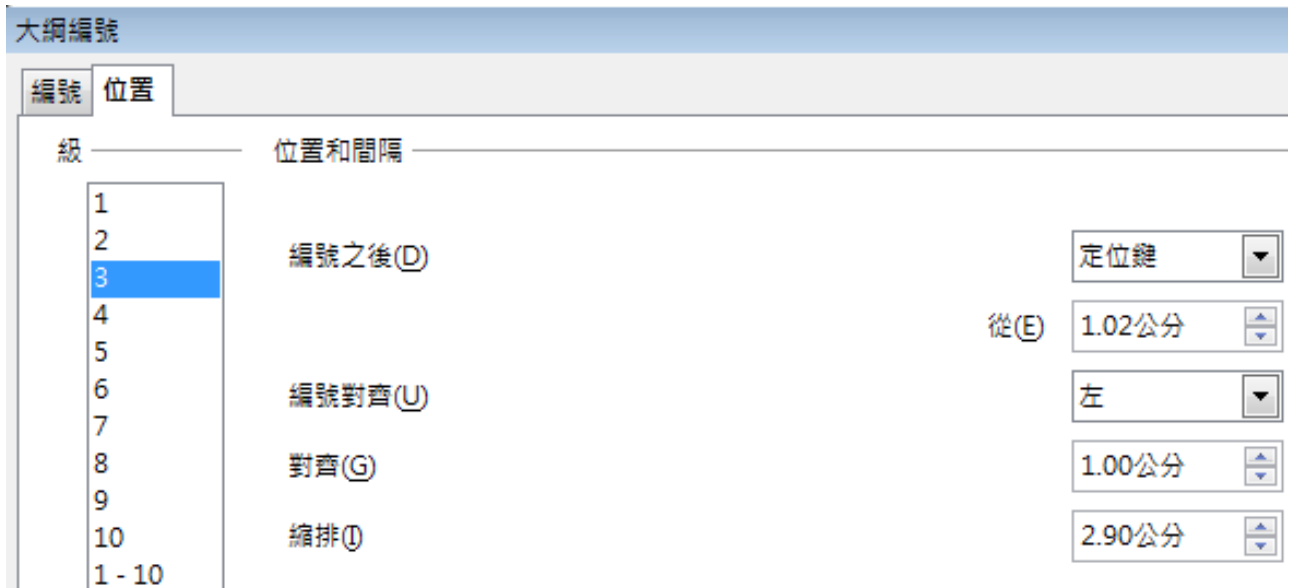 大綱編號
編號 位置
級 位置和間隔
1
2
編號之後(D) 定位鍵
3
4
從(E) 1.02公分
5
6
編號對齊(U) 左
7
8
對齊(G) 1.00公分
9
10
縮排(I) 2.90公分
1 - 10